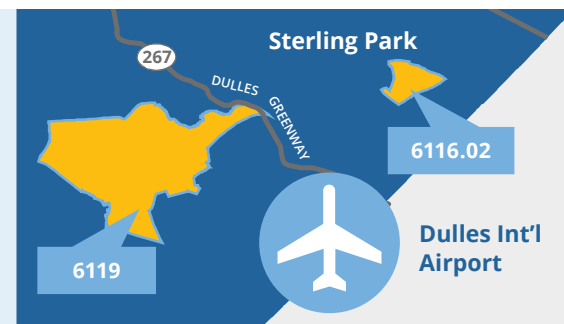 Sterling Park
267
DULLES
GREENWAY
6116.02
6119
Dulles Int'l
Airport